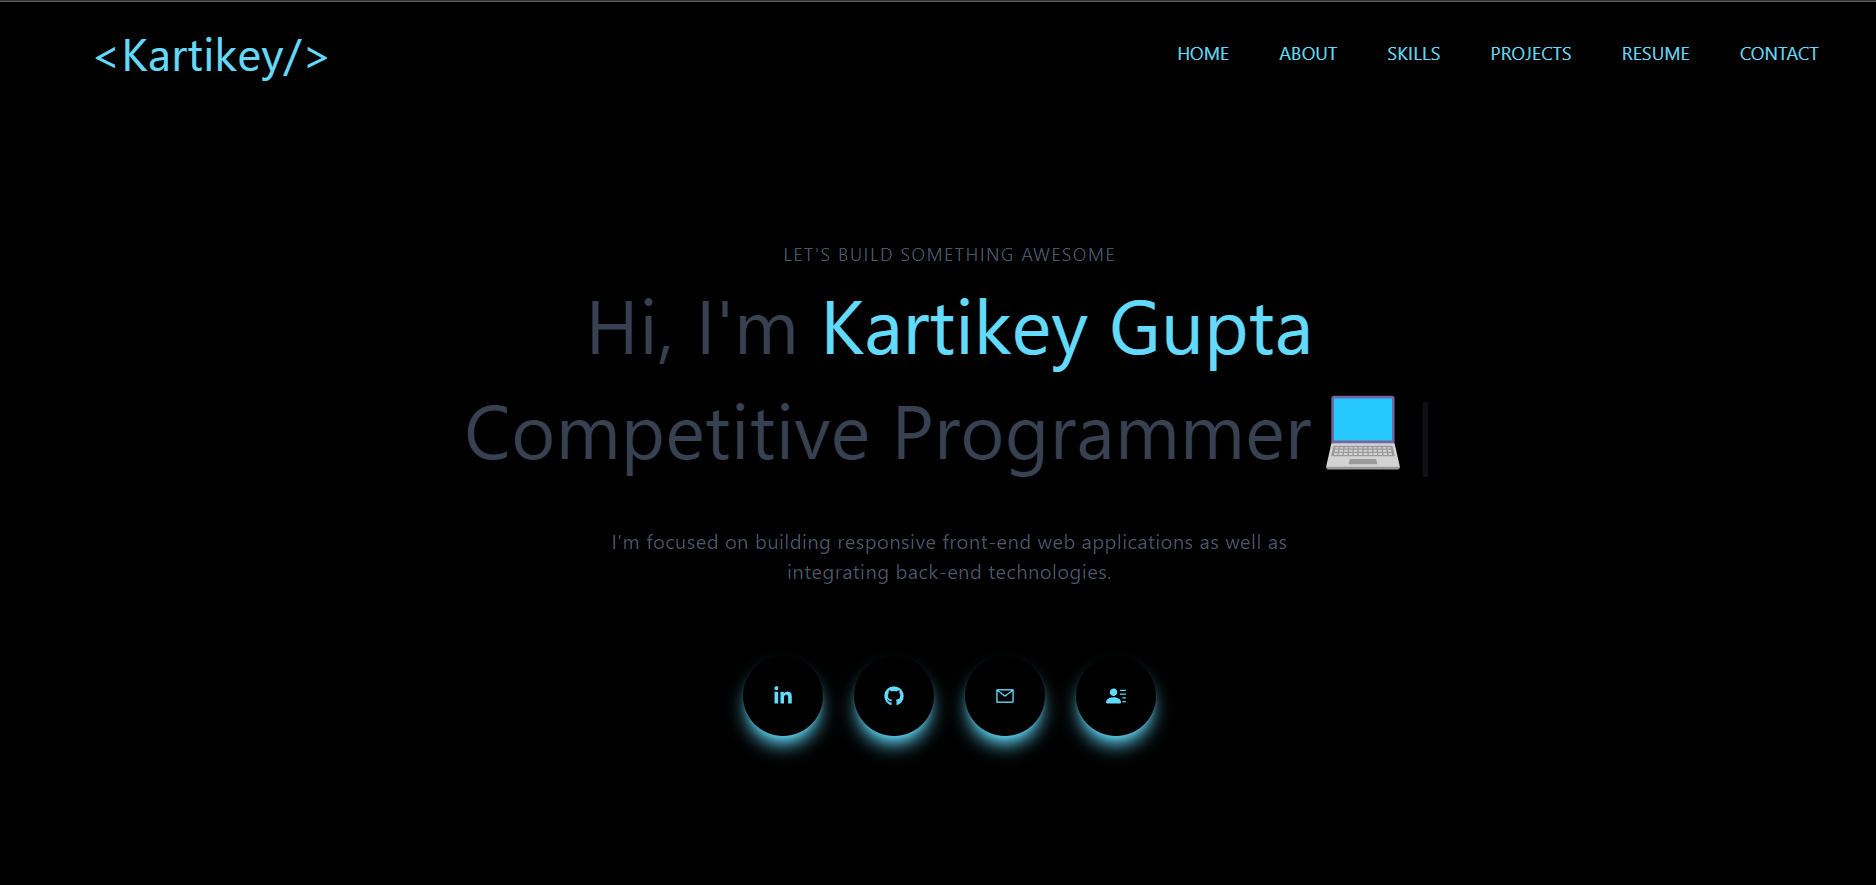 <Kartikey/>
HOME ABOUT SKILLS PROJECTS RESUME CONTACT
LET'S BUILD SOMETHING AWESOME
Hi, I'm Kartikey Gupta
Competitive Programmer💻 |
I’m focused on building responsive front-end web applications as well as
integrating back-end technologies.
in